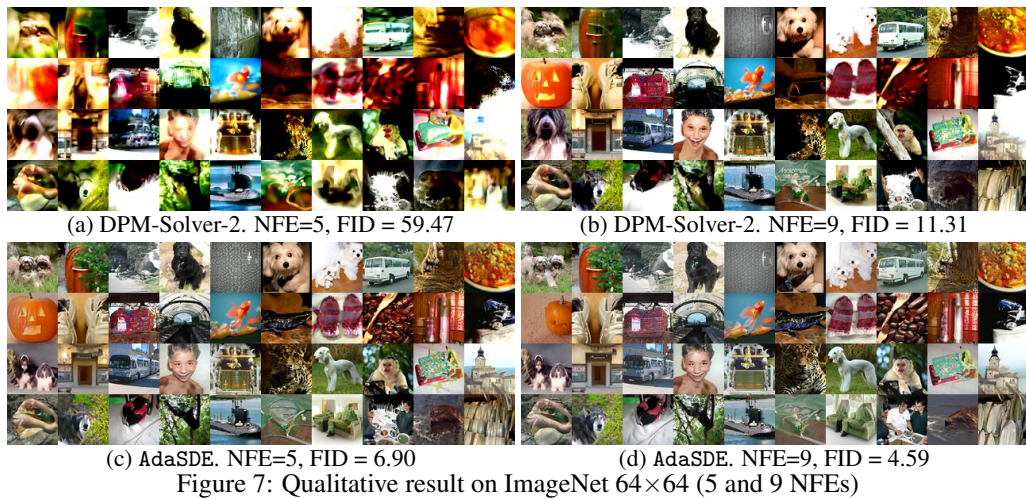 (a) DPM-Solver-2. NFE=5, FID = 59.47
(b) DPM-Solver-2. NFE=9, FID = 11.31
(c) AdaSDE. NFE=5, FID = 6.90
(d) AdaSDE. NFE=9, FID = 4.59
Figure 7: Qualitative result on ImageNet 64×64 (5 and 9 NFEs)